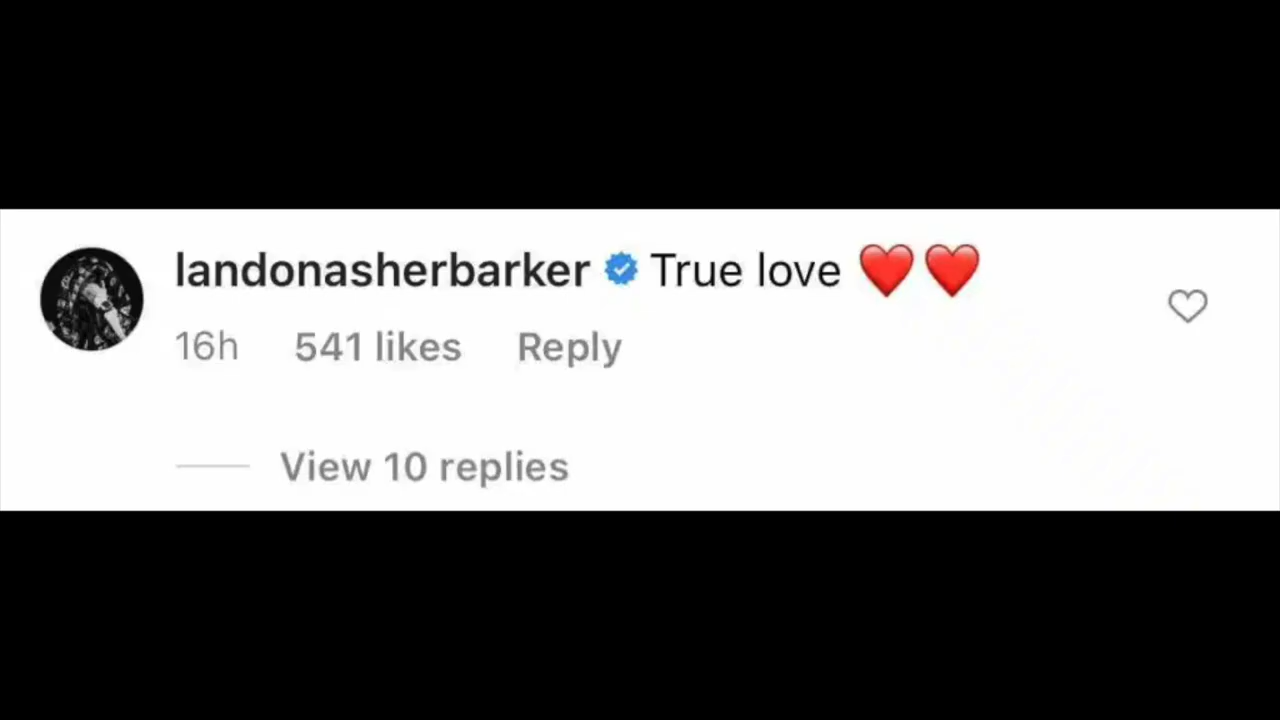 landonasherbarker True love ❤️❤️
16h 541 likes Reply
View 10 replies